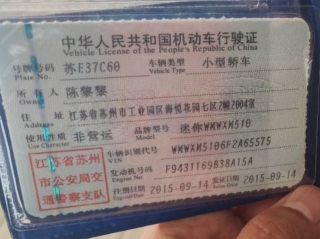 中华人民共和国机动车行驶证
Vehicle License of the People's Republic of China
号牌号码 苏E37C60 车辆类型 小型轿车
Plate No. Vehicle Type
所有人 陈黎黎
Owner
住址 江苏省苏州市工业园区海悦花园七区2幢2004室
Address
使用性质 非营运 品牌型号 迷你WMWXM510
Use Character Model
江苏省苏州
市公安局交
通警察支队
车辆识别代号 WMWXM5106F2A65575
VIN
发动机号码 F9431169B38A15A
Engine No.
注册日期 2015-09-14 发证日期 2015-09-14
Register Date Issue Date